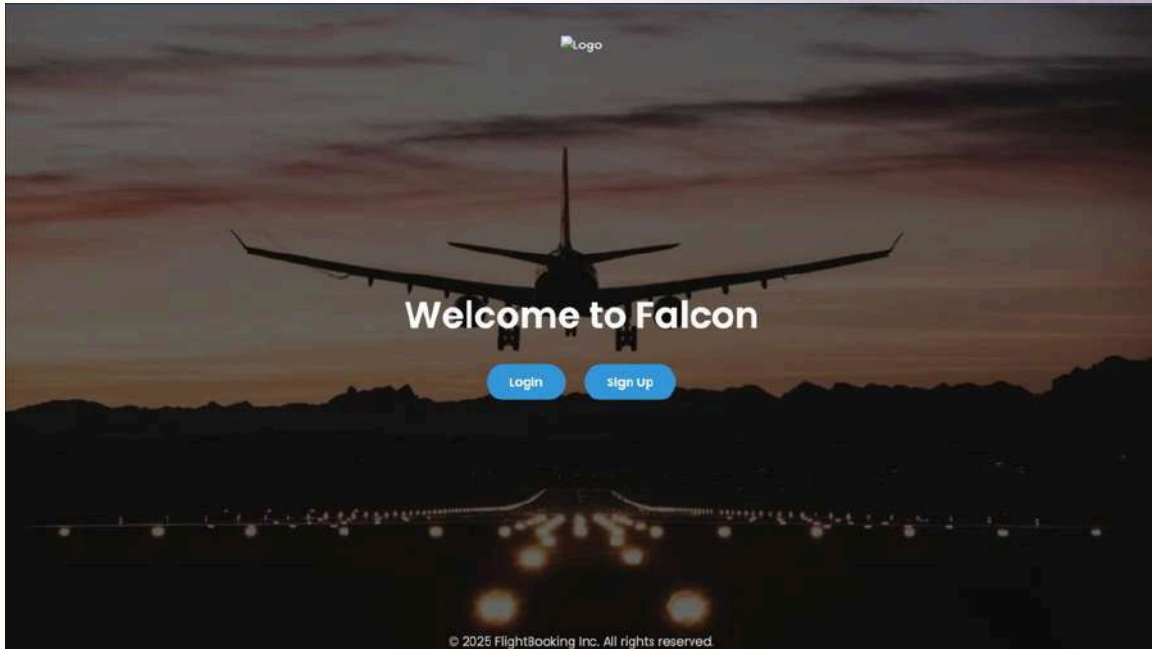 Logo
Welcome to Falcon
Login
Sign Up
© 2025 FlightBooking Inc. All rights reserved.